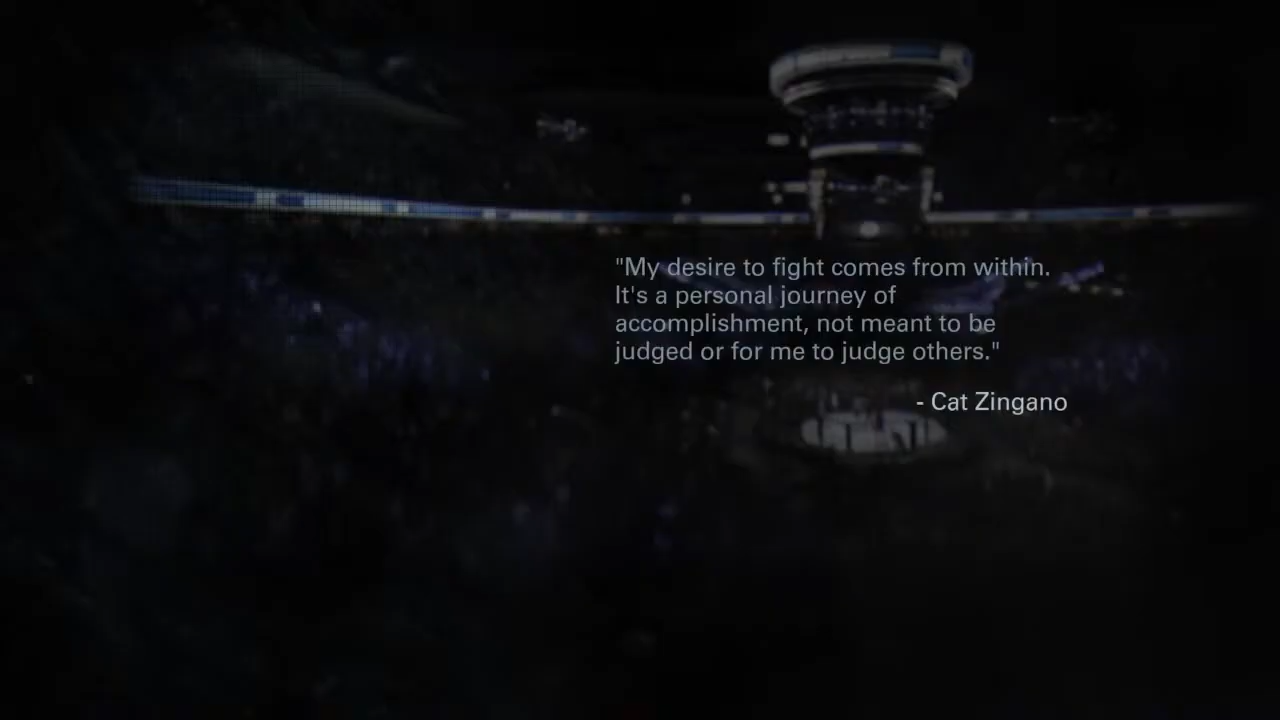 "My desire to fight comes from within.
It's a personal journey of
accomplishment, not meant to be
judged or for me to judge others."
- Cat Zingano